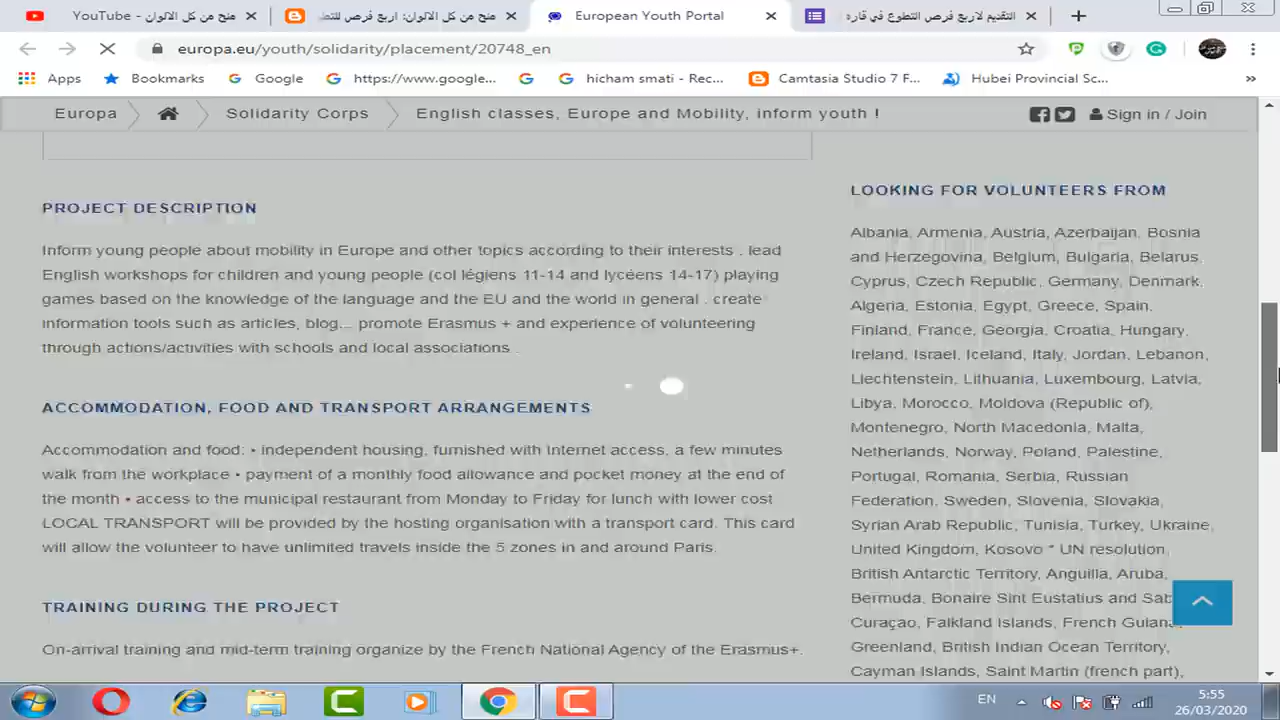 YouTube - منح من كل الالوان
منح من كل الالوان: اربع فرص للتط
European Youth Portal
التقديم لاربع فرص التطوع في قارة
europa.eu/youth/solidarity/placement/20748_en
Apps
Bookmarks
Google
https://www.google...
hicham smati - Rec...
Camtasia Studio 7 F...
Hubei Provincial Sc...
»
Europa
Solidarity Corps
English classes, Europe and Mobility, inform youth !
Sign in / Join
PROJECT DESCRIPTION
Inform young people about mobility in Europe and other topics according to their interests . lead
English workshops for children and young people (col légiens 11-14 and lycéens 14-17) playing
games based on the knowledge of the language and the EU and the world in general . create
information tools such as articles, blog... promote Erasmus + and experience of volunteering
through actions/activities with schools and local associations .
ACCOMMODATION, FOOD AND TRANSPORT ARRANGEMENTS
Accommodation and food: • independent housing, furnished with Internet access, a few minutes
walk from the workplace • payment of a monthly food allowance and pocket money at the end of
the month • access to the municipal restaurant from Monday to Friday for lunch with lower cost
LOCAL TRANSPORT will be provided by the hosting organisation with a transport card. This card
will allow the volunteer to have unlimited travels inside the 5 zones in and around Paris.
TRAINING DURING THE PROJECT
On-arrival training and mid-term training organize by the French National Agency of the Erasmus+.
LOOKING FOR VOLUNTEERS FROM
Albania, Armenia, Austria, Azerbaijan, Bosnia
and Herzegovina, Belgium, Bulgaria, Belarus,
Cyprus, Czech Republic, Germany, Denmark,
Algeria, Estonia, Egypt, Greece, Spain,
Finland, France, Georgia, Croatia, Hungary,
Ireland, Israel, Iceland, Italy, Jordan, Lebanon,
Liechtenstein, Lithuania, Luxembourg, Latvia,
Libya, Morocco, Moldova (Republic of),
Montenegro, North Macedonia, Malta,
Netherlands, Norway, Poland, Palestine,
Portugal, Romania, Serbia, Russian
Federation, Sweden, Slovenia, Slovakia,
Syrian Arab Republic, Tunisia, Turkey, Ukraine,
United Kingdom, Kosovo * UN resolution,
British Antarctic Territory, Anguilla, Aruba,
Bermuda, Bonaire Sint Eustatius and Sab
Curaçao, Falkland Islands, French Guiana,
Greenland, British Indian Ocean Territory,
Cayman Islands, Saint Martin (french part),
EN
5:55
26/03/2020